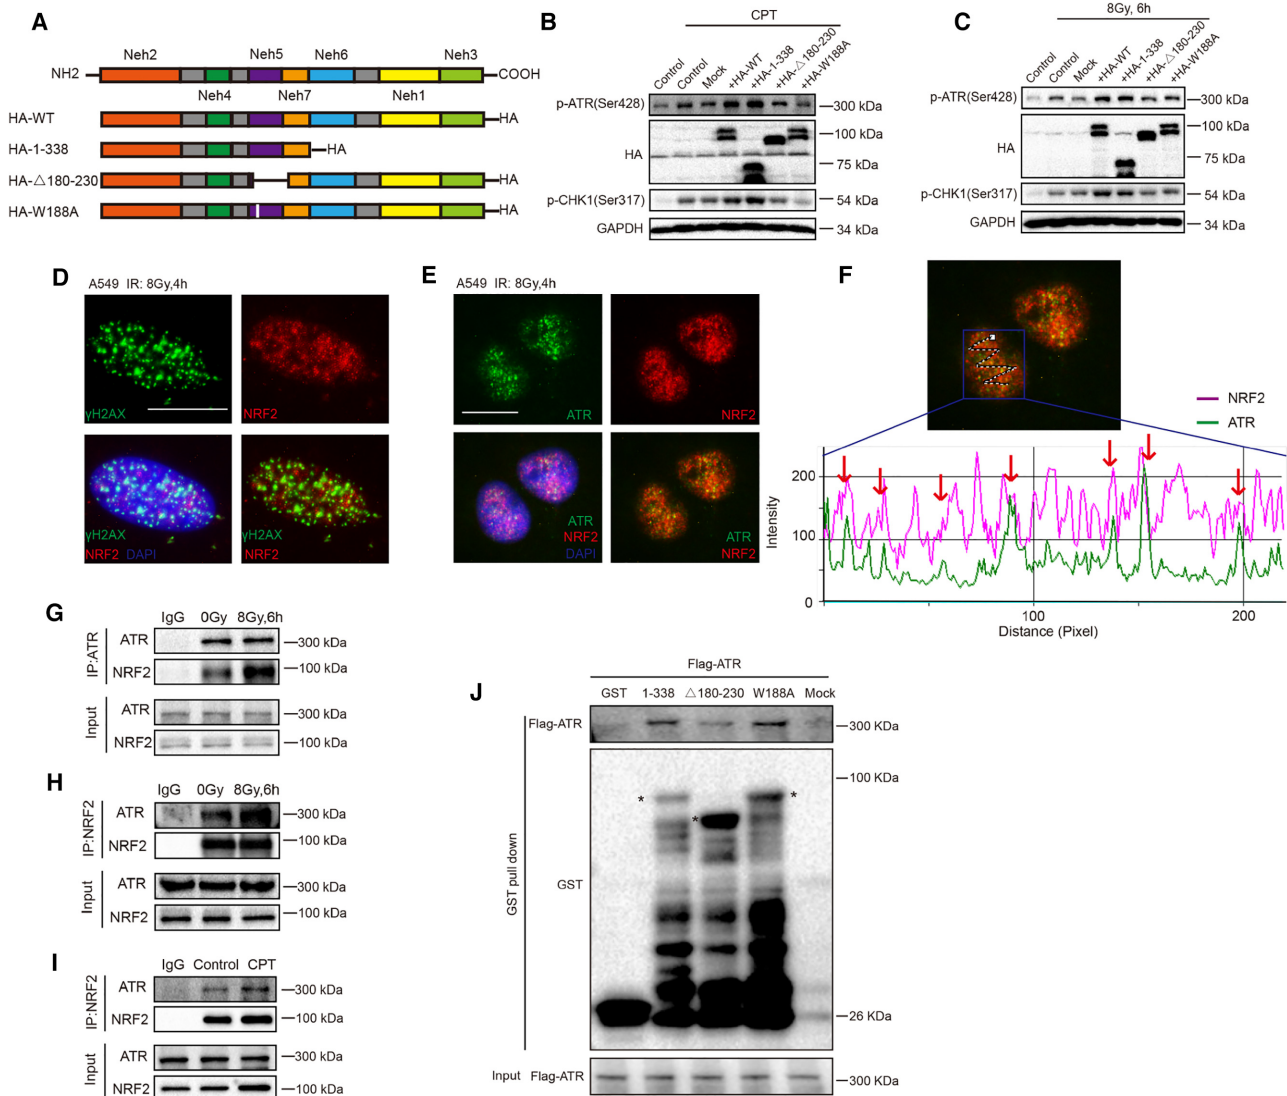 A
Neh2 Neh5 Neh6 Neh3
NH2 COOH
Neh4 Neh7 Neh1
HA-WT HA
HA-1-338 HA
HA-△180-230 HA
HA-W188A HA
B
CPT
Control Control Mock +HA-WT +HA-1-338 +HA-△180-230 +HA-W188A
p-ATR(Ser428) 300 kDa
HA 100 kDa
75 kDa
p-CHK1(Ser317) 54 kDa
GAPDH 34 kDa
C
8Gy, 6h
Control Control Mock +HA-WT +HA-1-338 +HA-△180-230 +HA-W188A
p-ATR(Ser428) 300 kDa
100 kDa
HA
75 kDa
p-CHK1(Ser317) 54 kDa
GAPDH 34 kDa
D
A549 IR: 8Gy,4h
γH2AX NRF2
γH2AX
NRF2 DAPI
γH2AX
NRF2
E
A549 IR: 8Gy,4h
ATR NRF2
ATR
NRF2
DAPI
ATR
NRF2
F
NRF2
ATR
Intensity
200
100
0
100 200
Distance (Pixel)
G
IgG 0Gy 8Gy,6h
IP:ATR
ATR 300 kDa
NRF2 100 kDa
Input
ATR 300 kDa
NRF2 100 kDa
H
IgG 0Gy 8Gy,6h
IP:NRF2
ATR 300 kDa
NRF2 100 kDa
Input
ATR 300 kDa
NRF2 100 kDa
I
IgG Control CPT
IP:NRF2
ATR 300 kDa
NRF2 100 kDa
Input
ATR 300 kDa
NRF2 100 kDa
J
Flag-ATR
GST 1-338 △180-230 W188A Mock
GST pull down
Flag-ATR 300 KDa
100 KDa
* * *
GST
26 KDa
Input Flag-ATR 300 KDa